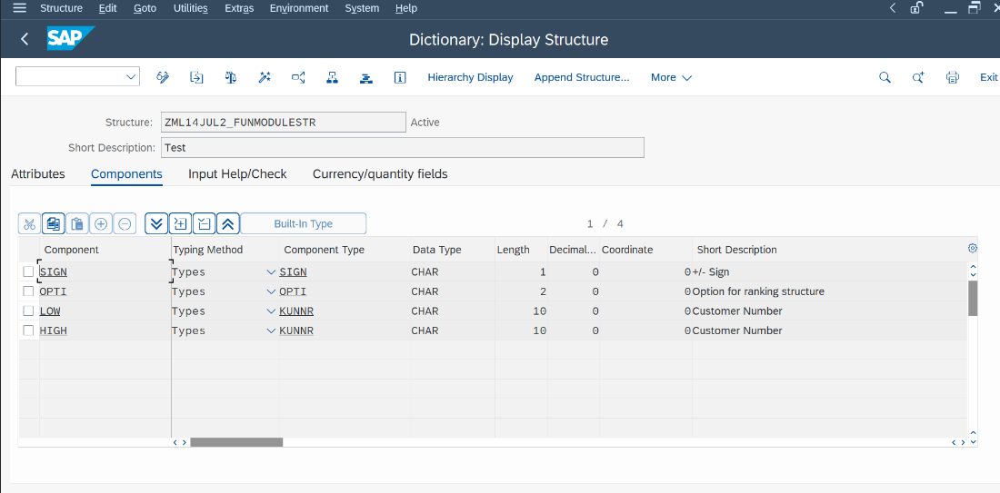 Structure Edit Goto Utilities Extras Environment System Help
SAP Dictionary: Display Structure
Hierarchy Display Append Structure... More Exit
Structure: ZML14JUL2_FUNMODULESTR Active
Short Description: Test
Attributes Components Input Help/Check Currency/quantity fields
Built-In Type 1 / 4
Component Typing Method Component Type Data Type Length Decimal... Coordinate Short Description
SIGN Types SIGN CHAR 1 0 0 +/- Sign
OPTI Types OPTI CHAR 2 0 0 Option for ranking structure
LOW Types KUNNR CHAR 10 0 0 Customer Number
HIGH Types KUNNR CHAR 10 0 0 Customer Number